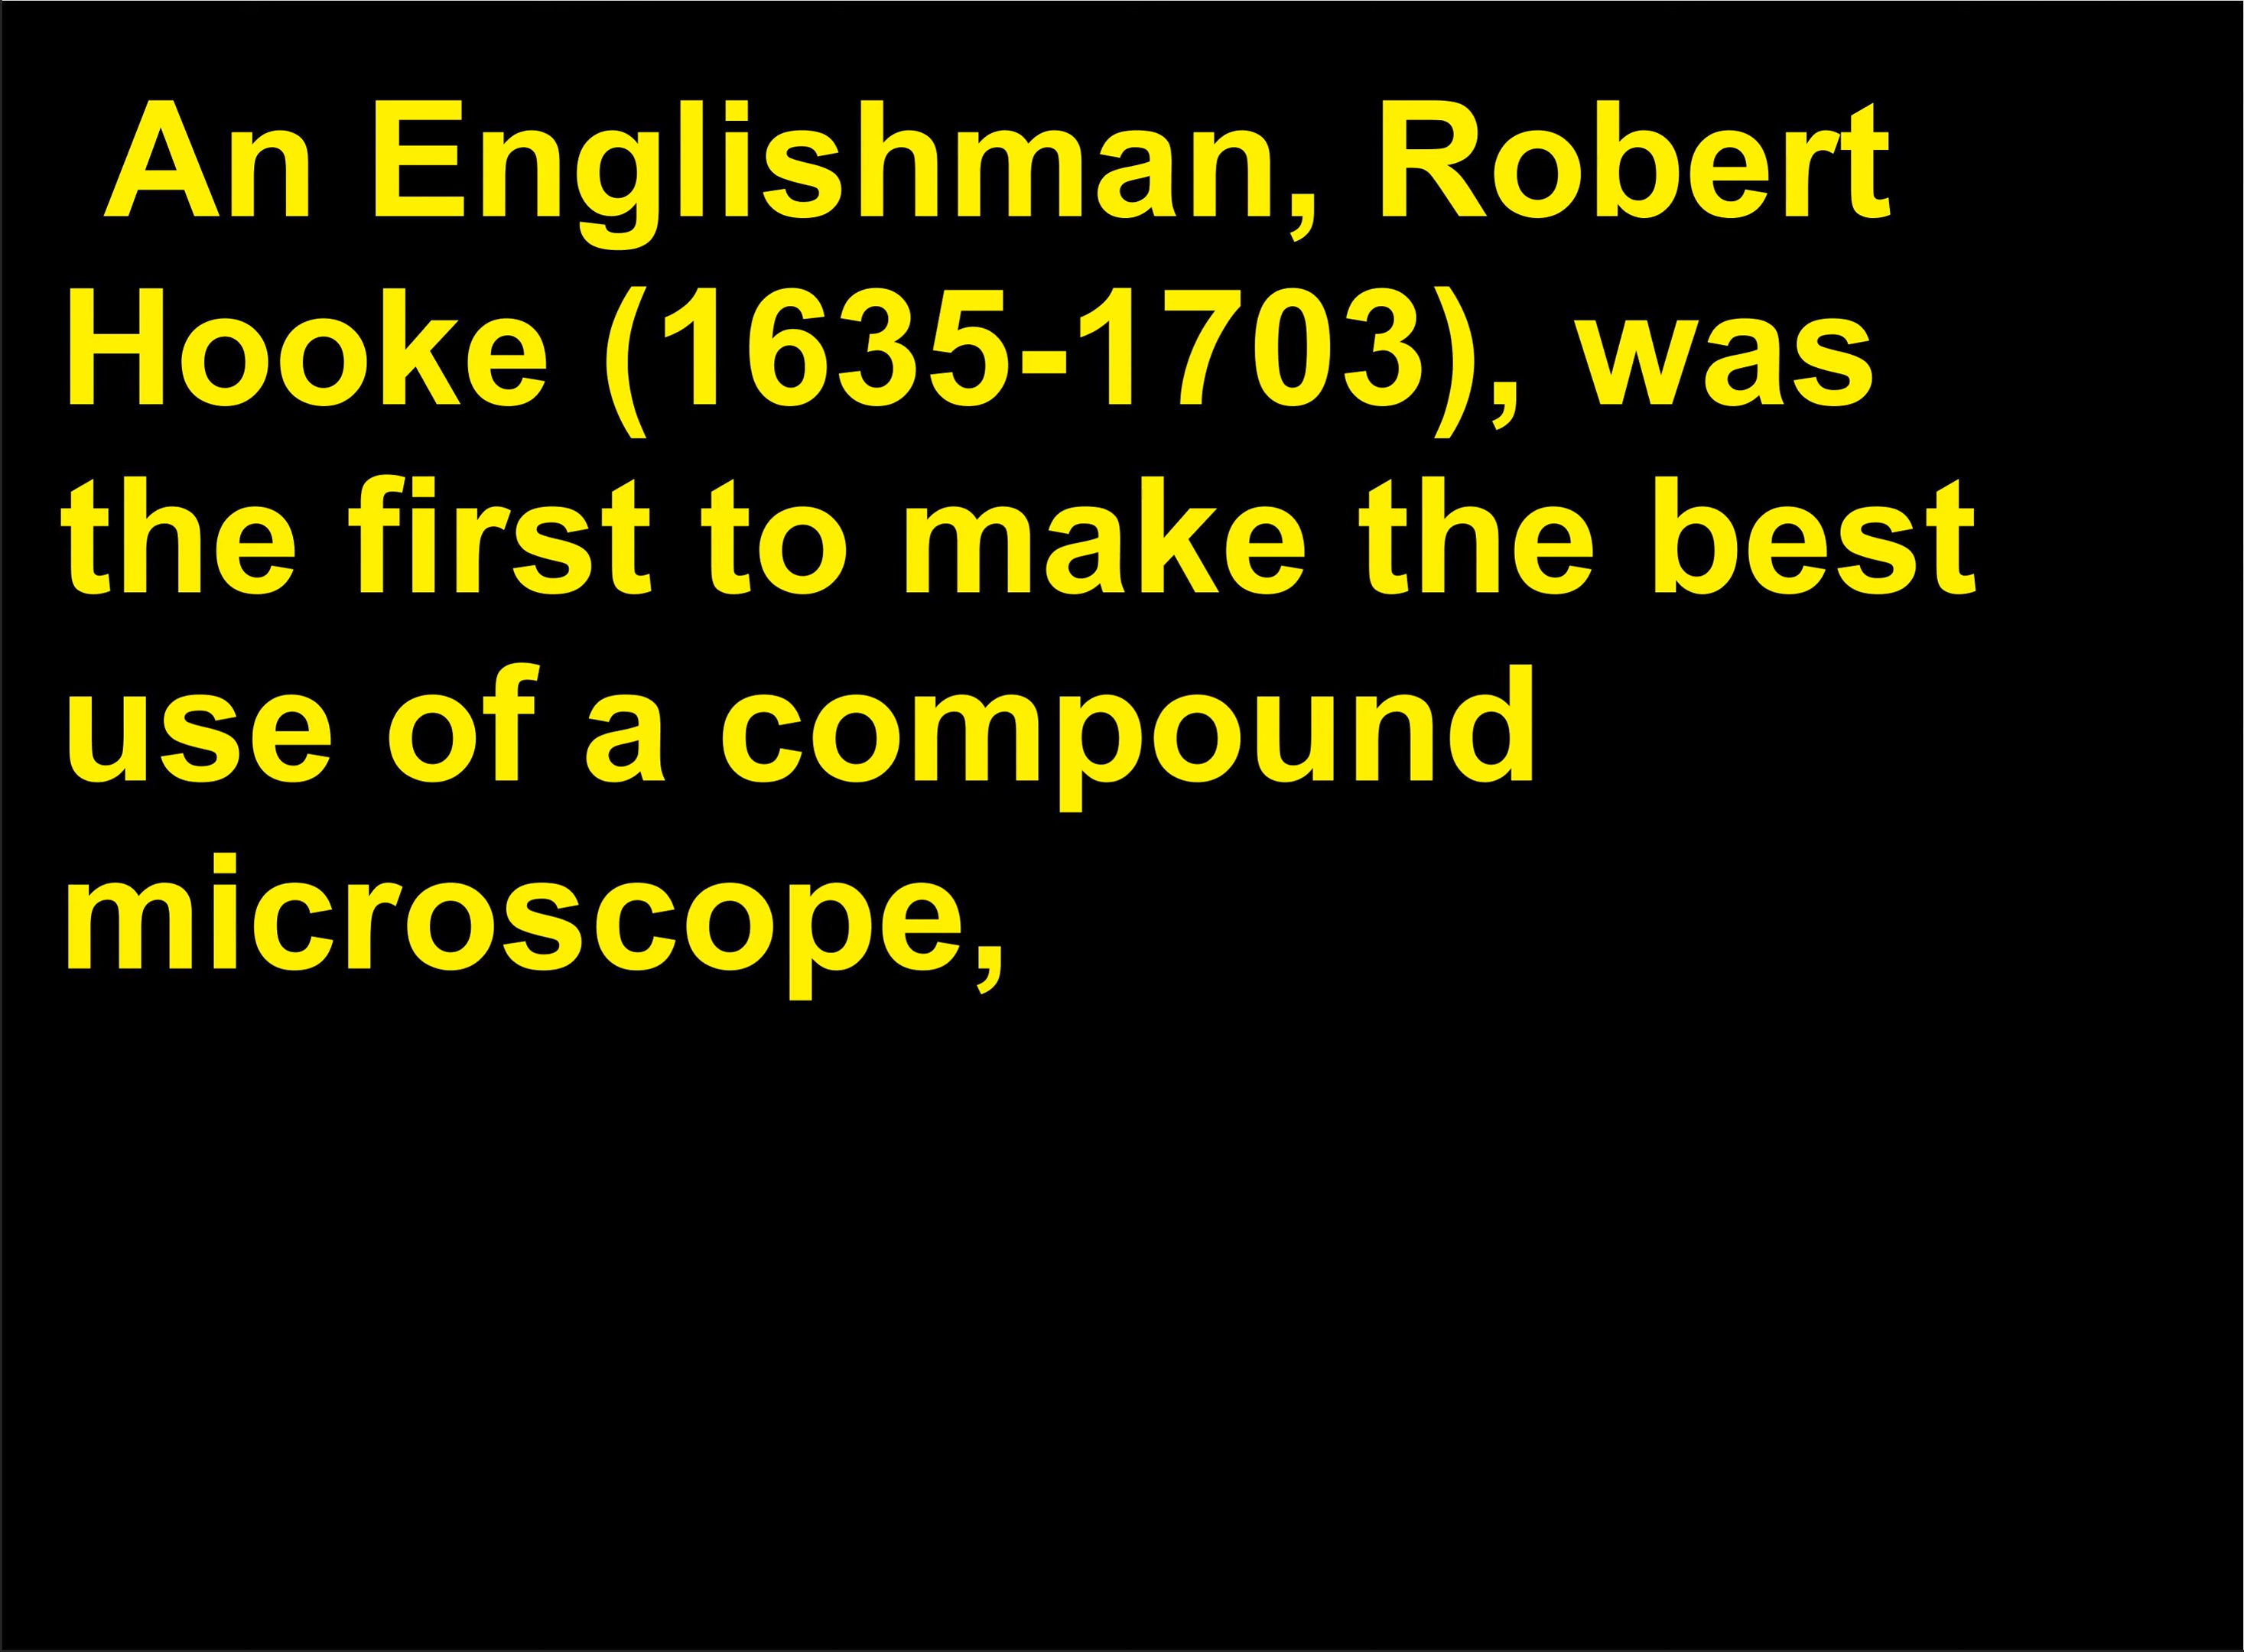 An Englishman, Robert
Hooke (1635-1703), was
the first to make the best
use of a compound
microscope,